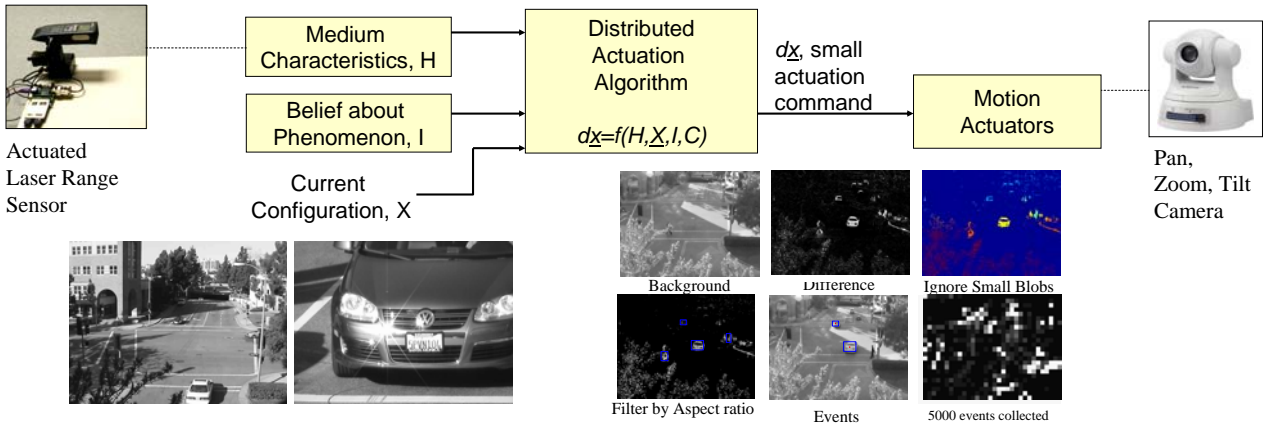 Medium
Characteristics, H
Belief about
Phenomenon, I
Current
Configuration, X
Distributed
Actuation
Algorithm
dx=f(H,X,I,C)
dx, small
actuation
command
Motion
Actuators
Actuated
Laser Range
Sensor
Pan,
Zoom, Tilt
Camera
Background
Difference
Ignore Small Blobs
Filter by Aspect ratio
Events
5000 events collected